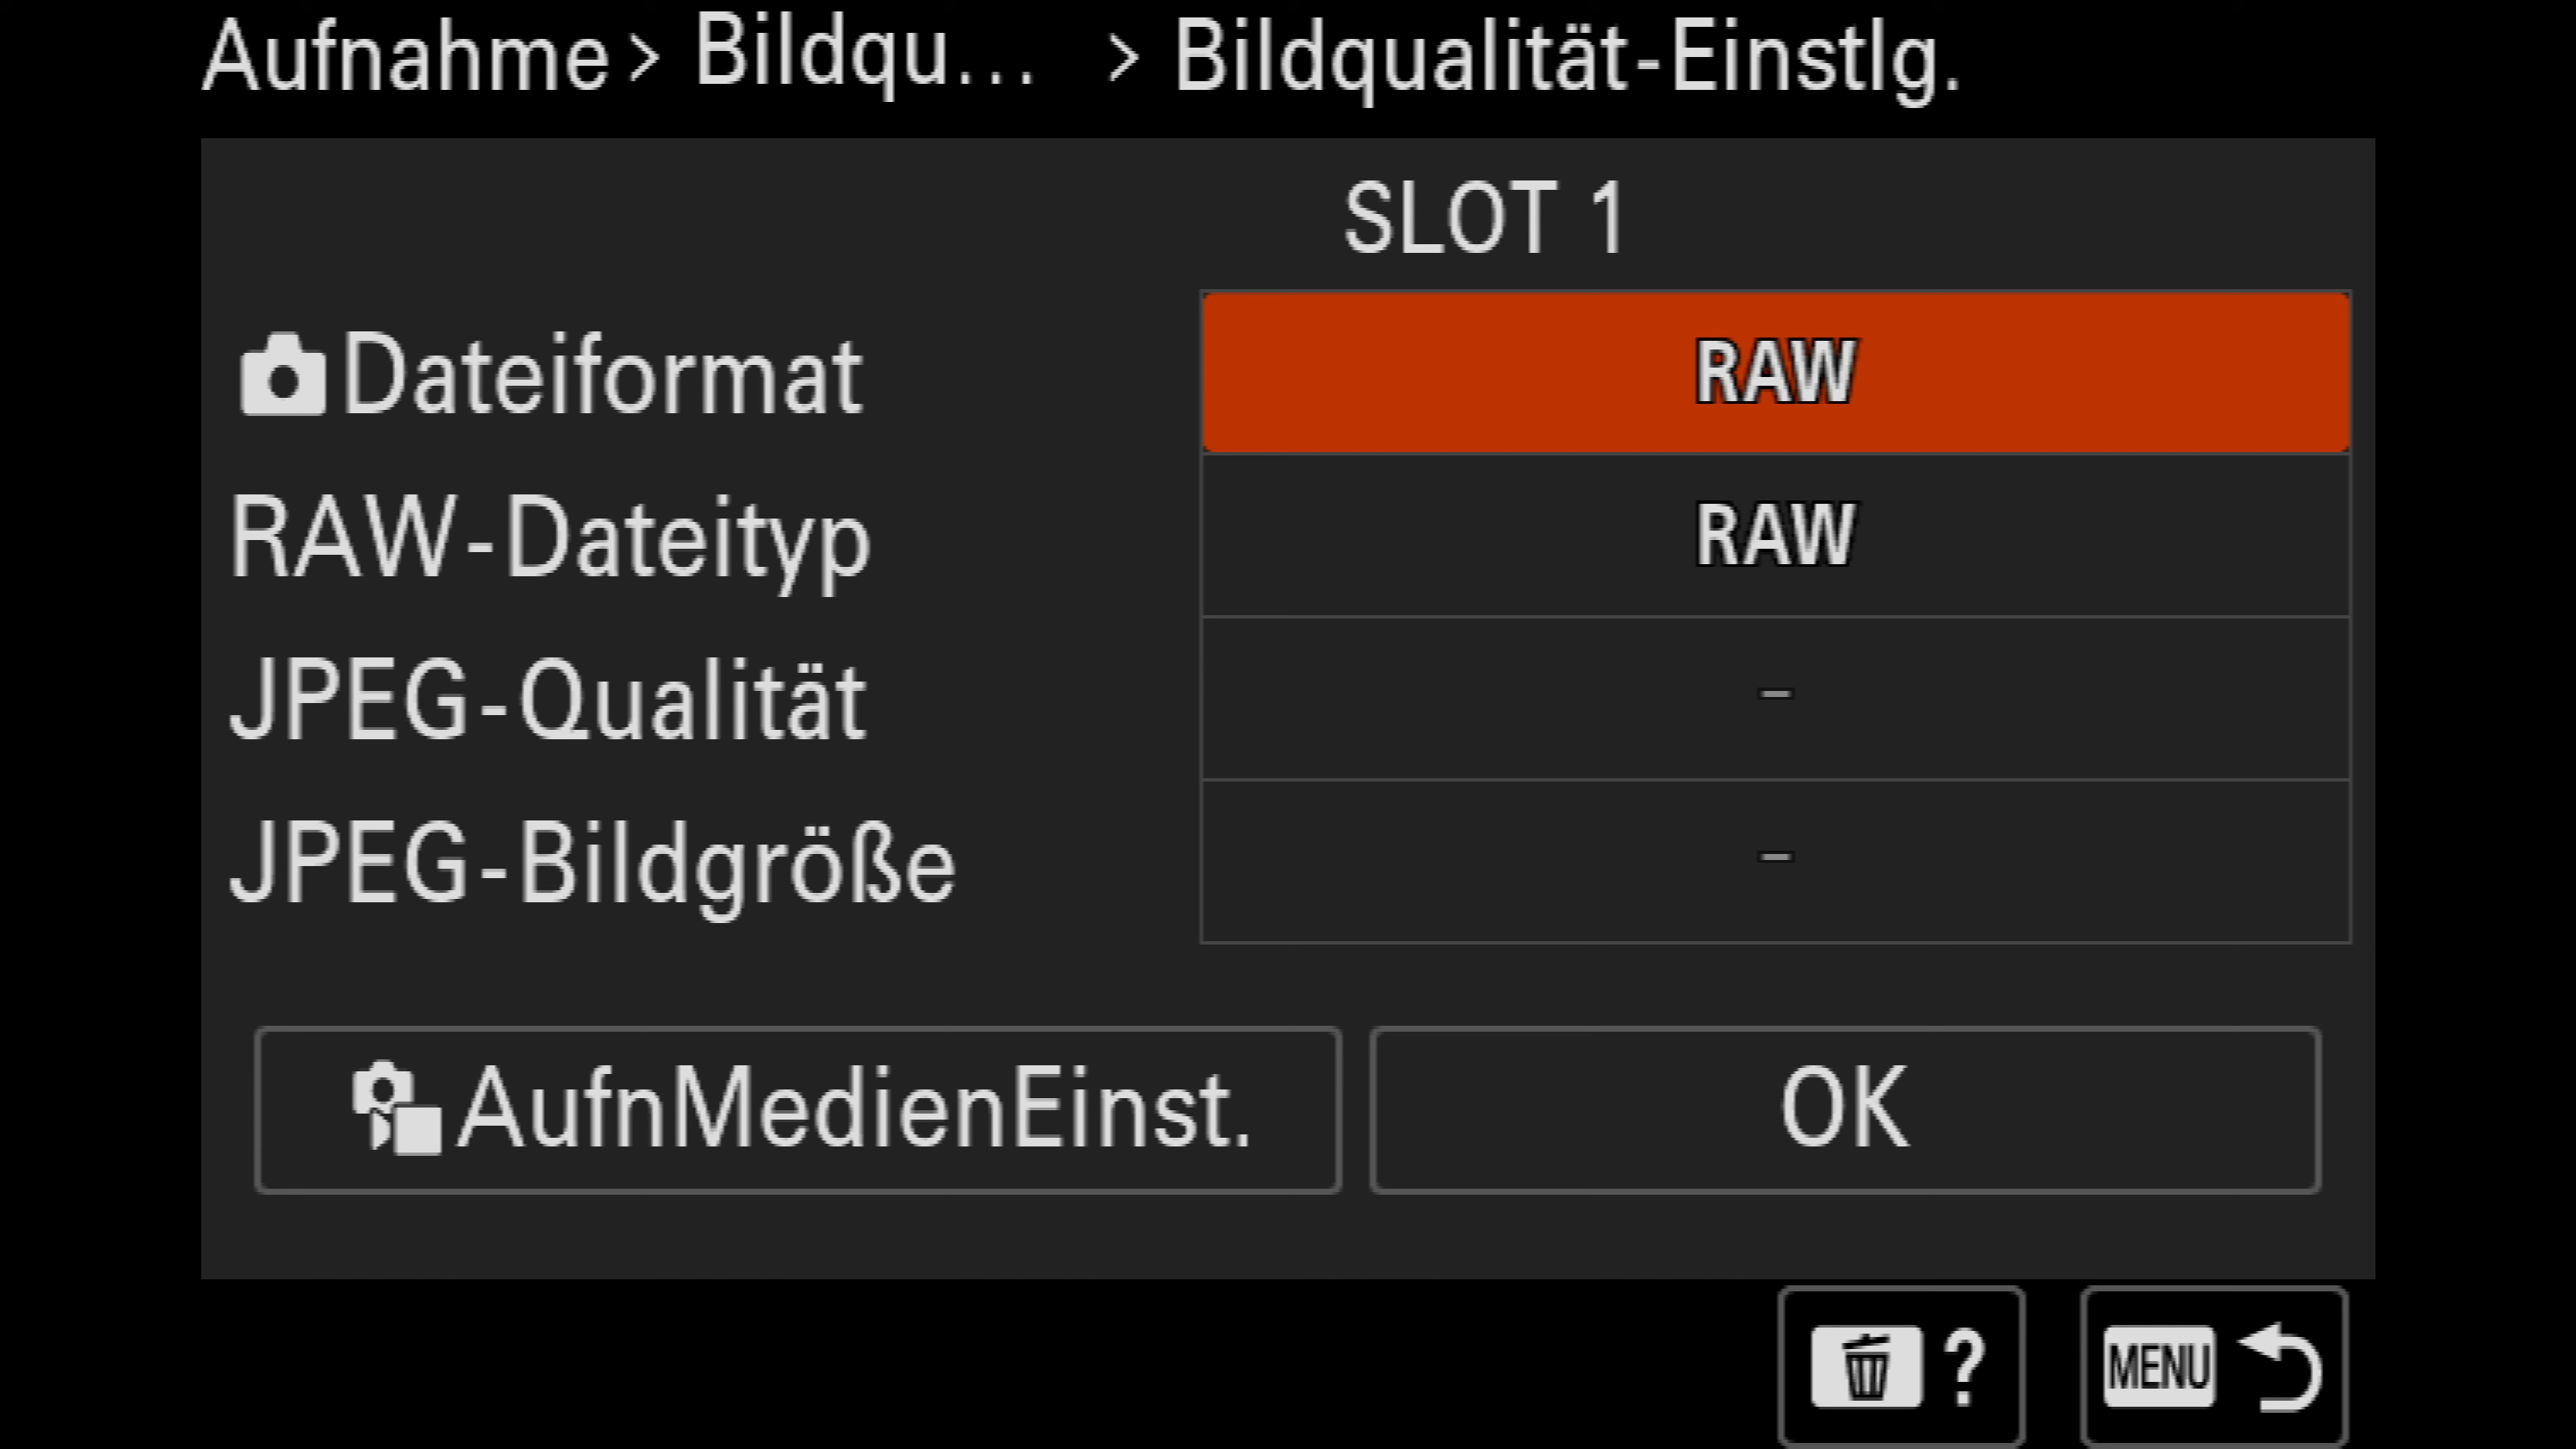 Aufnahme > Bildqu... > Bildqualität-Einstlg.
SLOT 1
Dateiformat RAW
RAW-Dateityp RAW
JPEG-Qualität –
JPEG-Bildgröße –
AufnMedienEinst. OK
? MENU